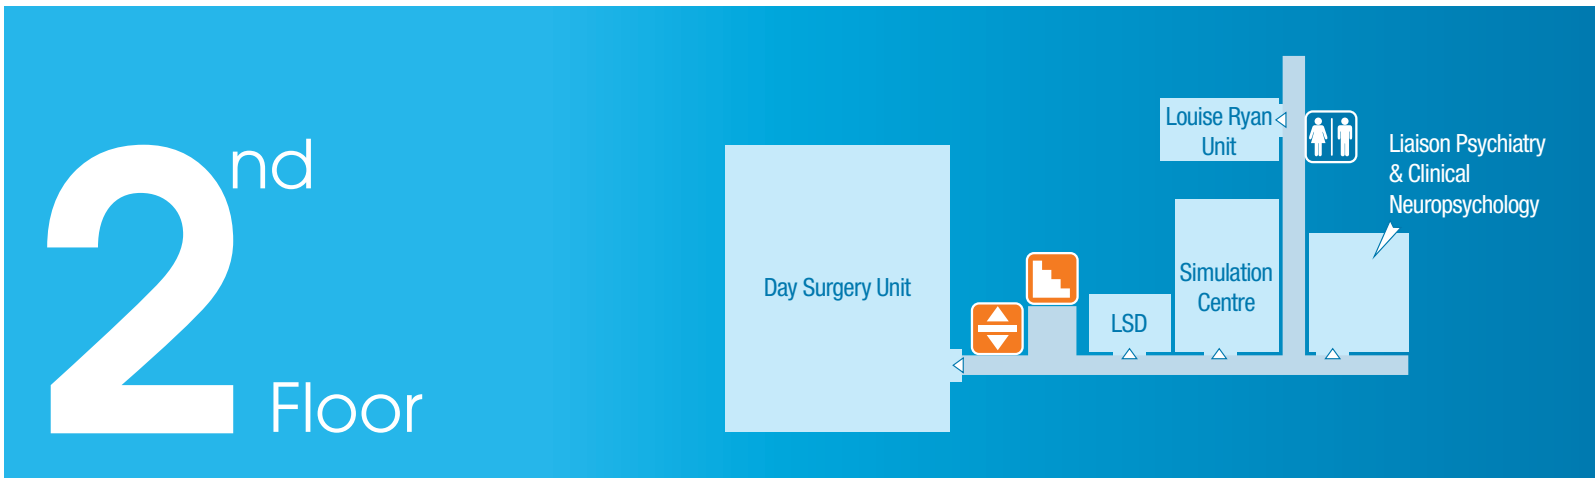 2nd
Floor
Day Surgery Unit
LSD
Simulation
Centre
Louise Ryan
Unit
Liaison Psychiatry
& Clinical
Neuropsychology